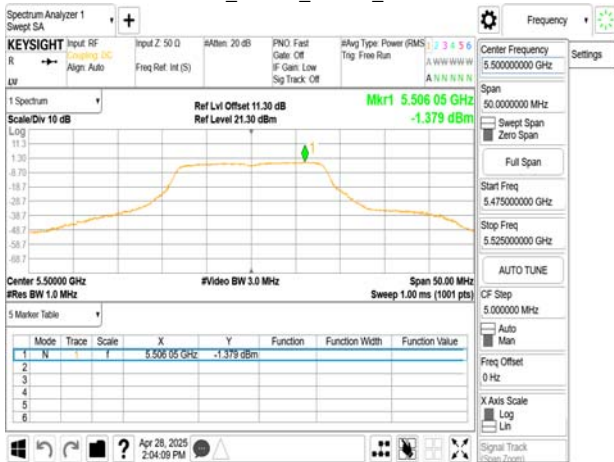 Spectrum Analyzer 1
Swept SA
Frequency
KEYSIGHT
Input: RF
Coupling: DC
Align: Auto
Input Z: 50 Ω
Freq Ref: Int (S)
#Atten: 20 dB
PNO: Fast
Gate: Off
IF Gain: Low
Sig Track: Off
#Avg Type: Power (RMS
Trig: Free Run
1 2 3 4 5 6
A WW WW W
A N N N N N
R
LVI
1 Spectrum
Scale/Div 10 dB
Ref Lvl Offset 11.30 dB
Ref Level 21.30 dBm
Mkr1 5.506 05 GHz
-1.379 dBm
Log
11.3
1.30
-8.70
-18.7
-28.7
-38.7
-48.7
-58.7
-68.7
1
Center 5.50000 GHz
#Video BW 3.0 MHz
Span 50.00 MHz
#Res BW 1.0 MHz
Sweep 1.00 ms (1001 pts)
5 Marker Table
Mode Trace Scale X Y Function Function Width Function Value
1 N 1 f 5.506 05 GHz -1.379 dBm
2
3
4
5
6
Apr 28, 2025
2:04:09 PM
Center Frequency
5.500000000 GHz
Settings
Span
50.0000000 MHz
Swept Span
Zero Span
Full Span
Start Freq
5.475000000 GHz
Stop Freq
5.525000000 GHz
AUTO TUNE
CF Step
5.000000 MHz
Auto
Man
Freq Offset
0 Hz
X Axis Scale
Log
Lin
Signal Track
(Span Zoom)